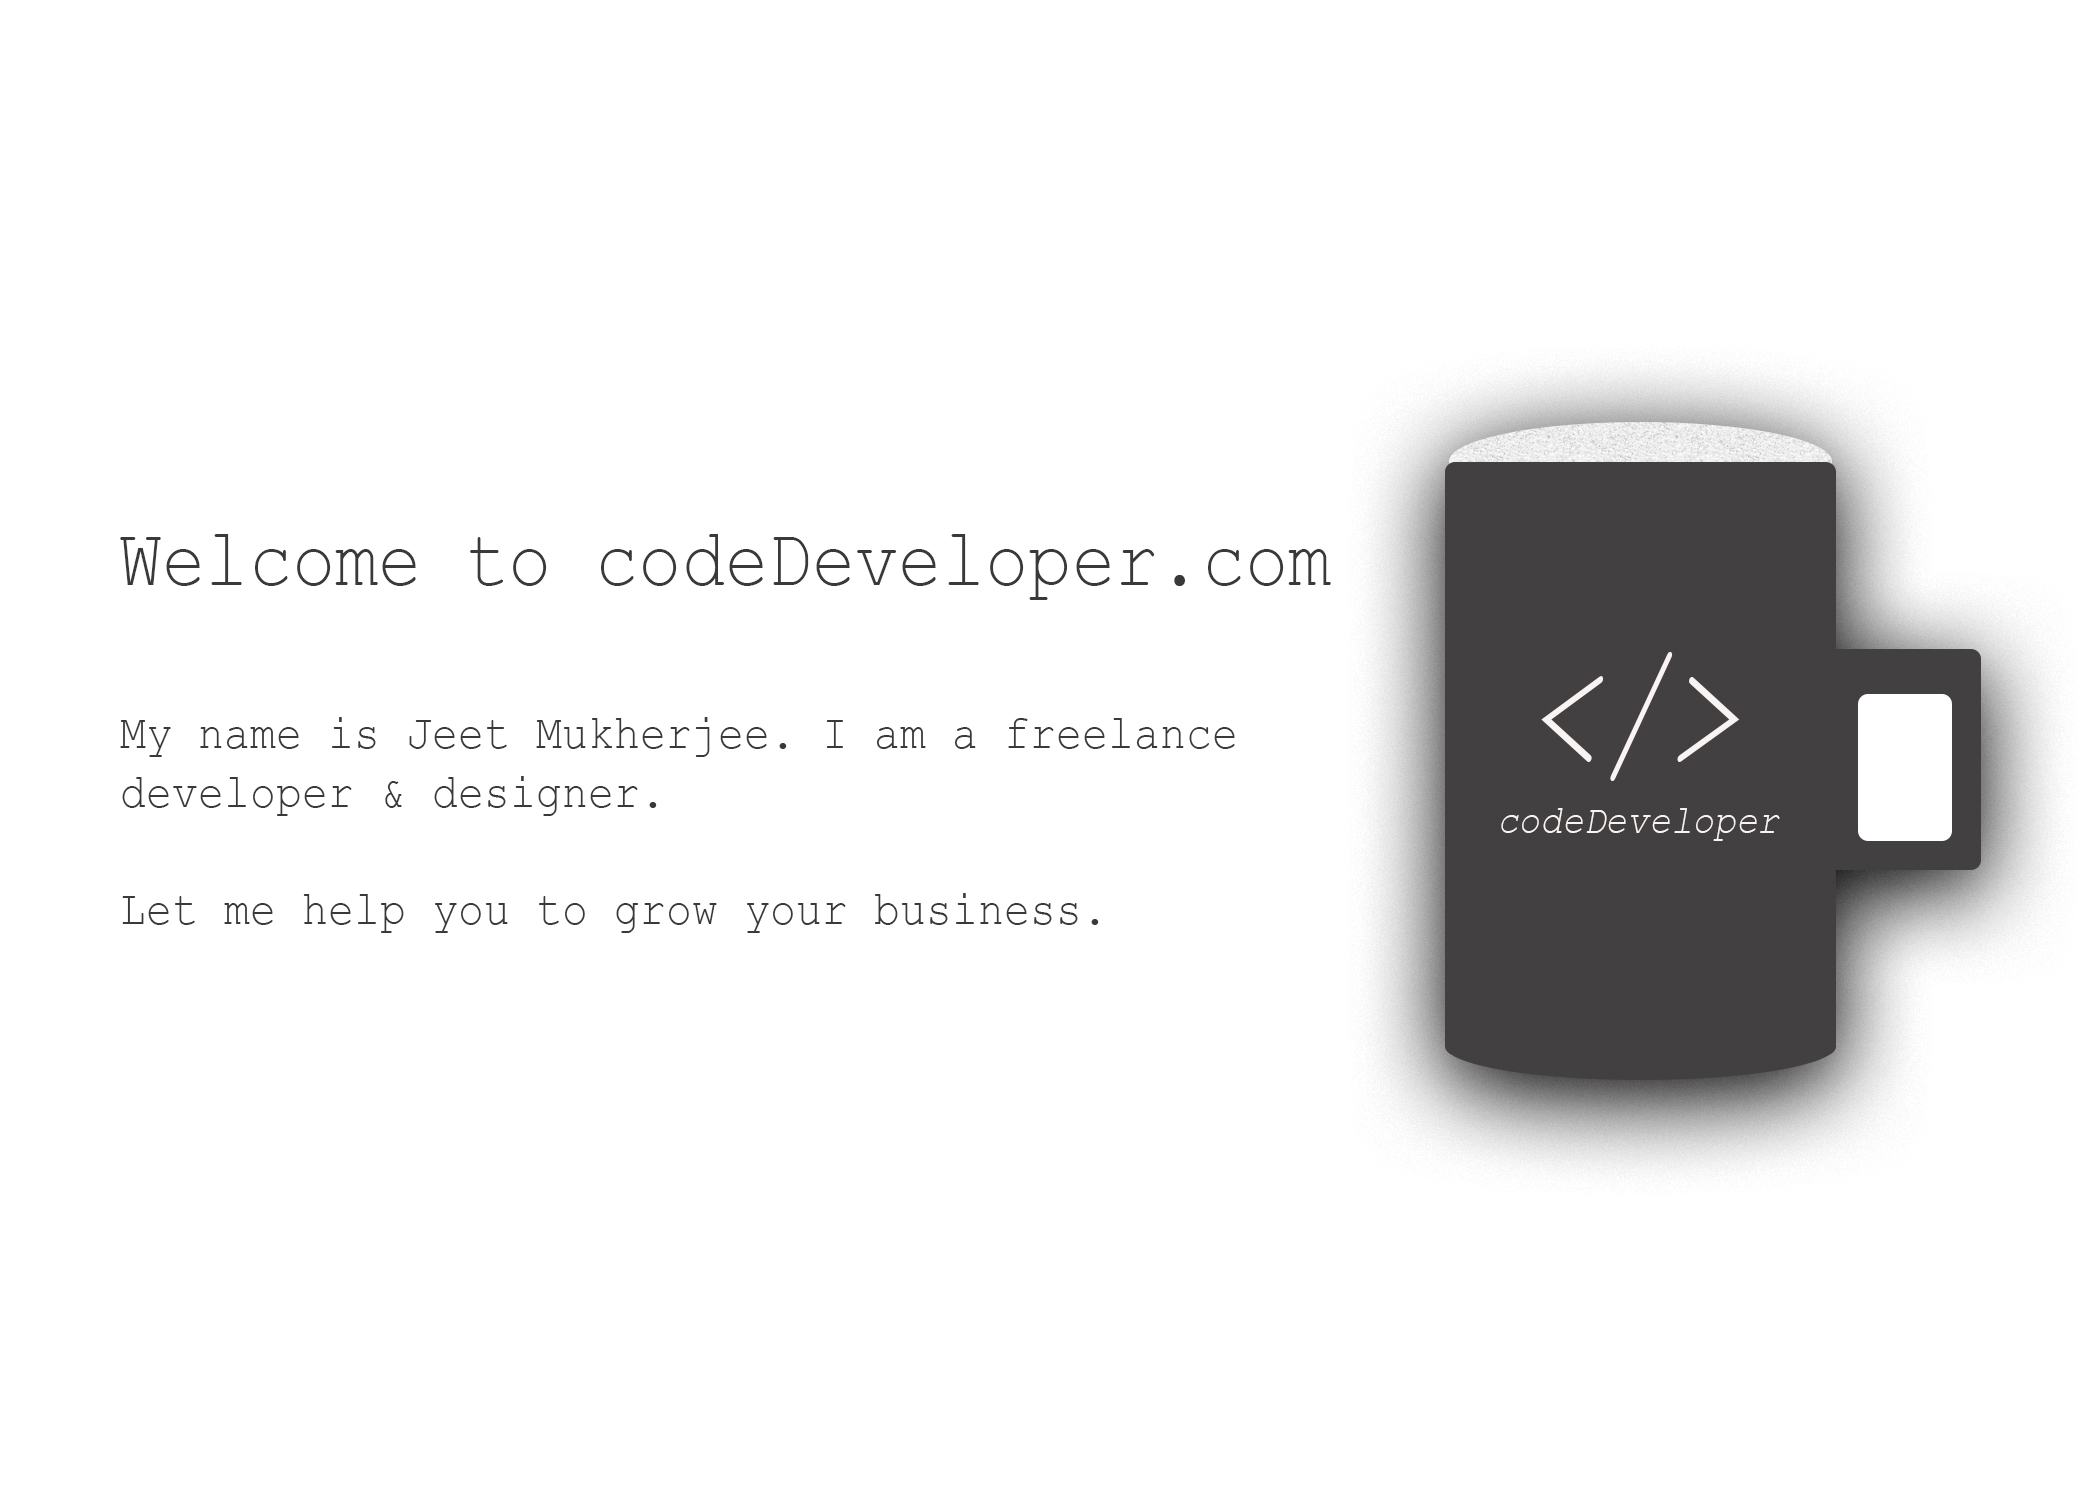 Welcome to codeDeveloper.com
My name is Jeet Mukherjee. I am a freelance
developer & designer.
Let me help you to grow your business.
</>
codeDeveloper